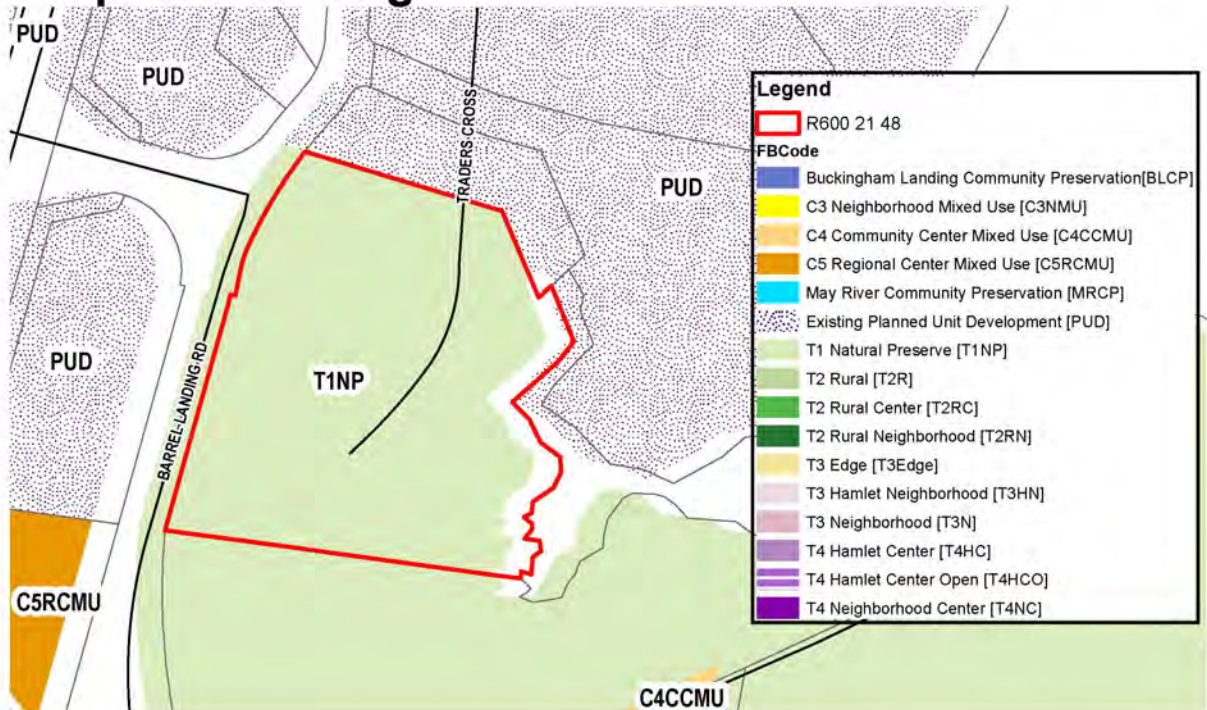 PUD
PUD
PUD
PUD
TRADERS CROSS
BARREL LANDING RD
T1NP
C5RCMU
C4CCMU
Legend
R600 21 48
FBCode
Buckingham Landing Community Preservation[BLCP]
C3 Neighborhood Mixed Use [C3NMU]
C4 Community Center Mixed Use [C4CCMU]
C5 Regional Center Mixed Use [C5RCMU]
May River Community Preservation [MRCP]
Existing Planned Unit Development [PUD]
T1 Natural Preserve [T1NP]
T2 Rural [T2R]
T2 Rural Center [T2RC]
T2 Rural Neighborhood [T2RN]
T3 Edge [T3Edge]
T3 Hamlet Neighborhood [T3HN]
T3 Neighborhood [T3N]
T4 Hamlet Center [T4HC]
T4 Hamlet Center Open [T4HCO]
T4 Neighborhood Center [T4NC]